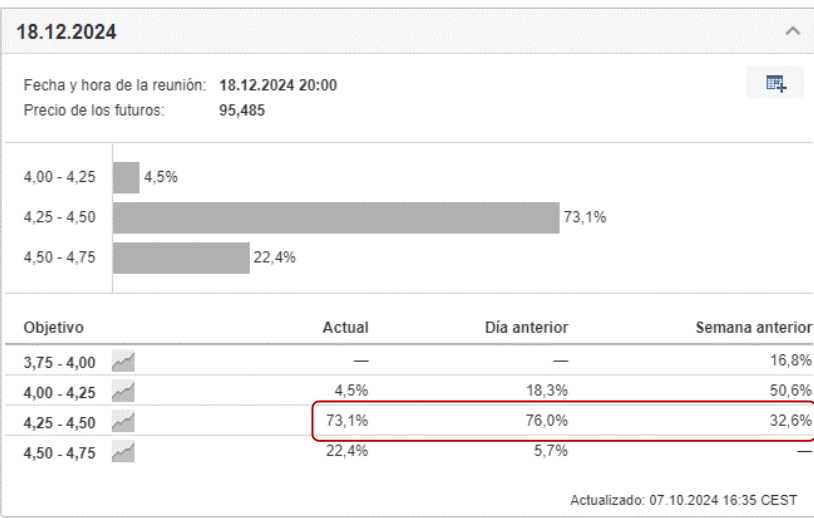 18.12.2024
Fecha y hora de la reunión: 18.12.2024 20:00
Precio de los futuros: 95,485
4,00 - 4,25 4,5%
4,25 - 4,50 73,1%
4,50 - 4,75 22,4%
Objetivo Actual Día anterior Semana anterior
3,75 - 4,00 — — 16,8%
4,00 - 4,25 4,5% 18,3% 50,6%
4,25 - 4,50 73,1% 76,0% 32,6%
4,50 - 4,75 22,4% 5,7% —
Actualizado: 07.10.2024 16:35 CEST